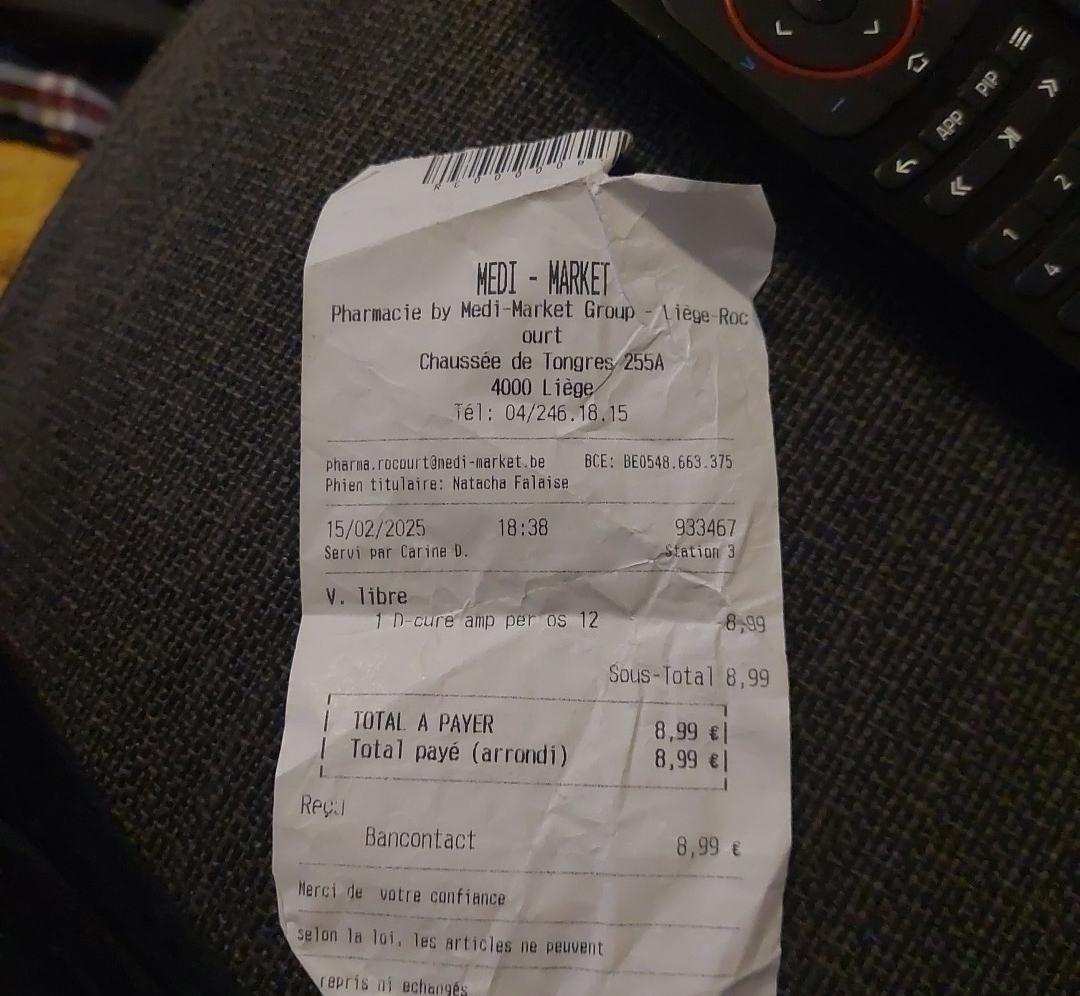 MEDI - MARKET
Pharmacie by Medi-Market Group - Liège-Roc
ourt
Chaussée de Tongres 255A
4000 Liège
Tél: 04/246.18.15
pharma.rocourt@medi-market.be BCE: BE0548.663.375
Phien titulaire: Natacha Falaise
15/02/2025 18:38 933467
Servi par Carine D. Station 3
V. libre
1 D-cure amp per os 12 8,99
Sous-Total 8,99
TOTAL A PAYER 8,99 €
Total payé (arrondi) 8,99 €
Reçu
Bancontact 8,99 €
Merci de votre confiance
selon la loi, les articles ne peuvent
repris ni echangés
PIP
APP
1
2
4